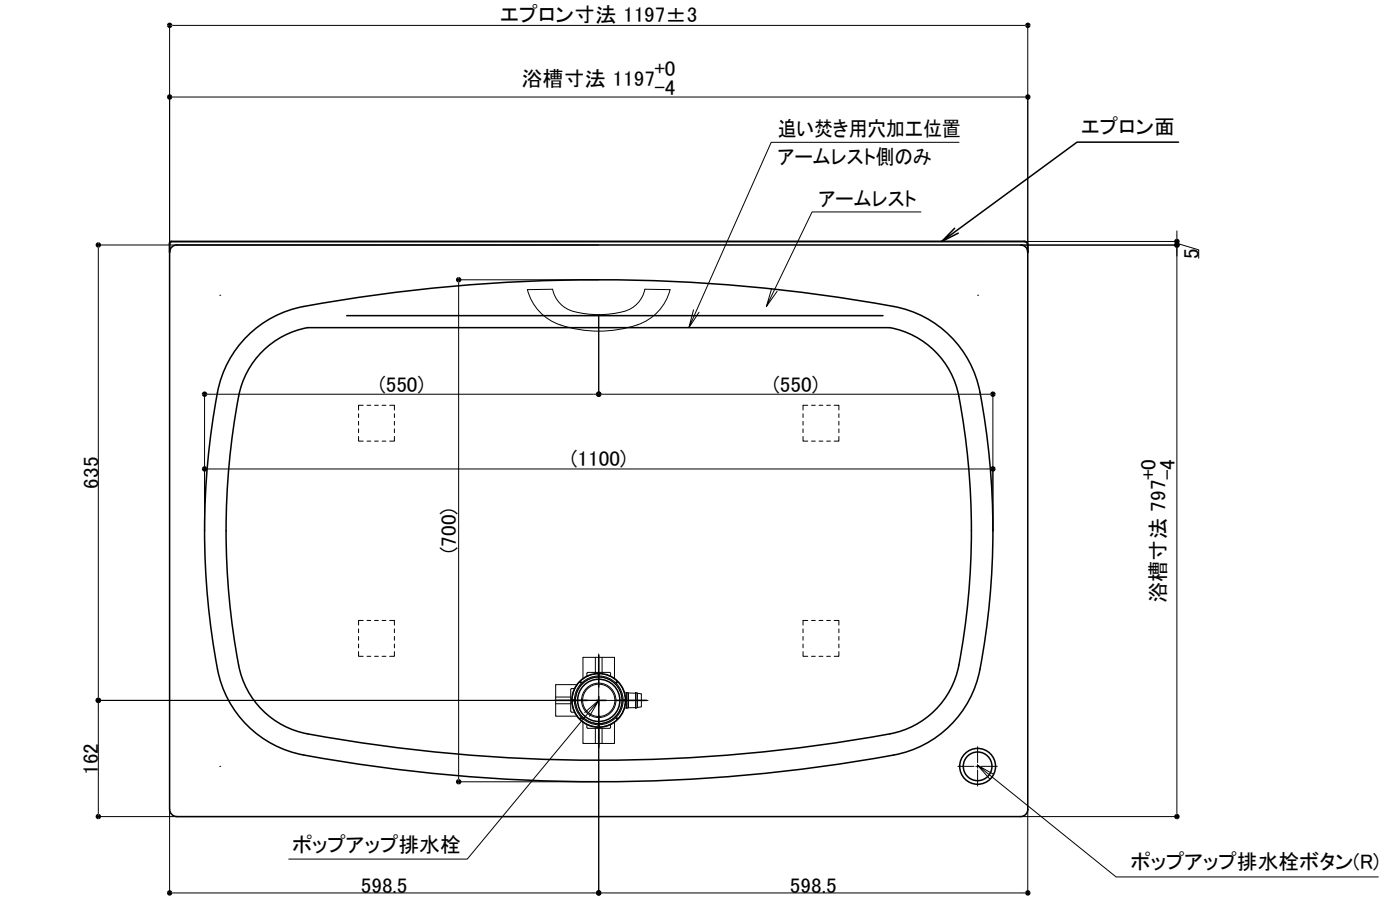 エプロン寸法 1197±3
浴槽寸法 1197+0-4
追い焚き用穴加工位置
アームレスト側のみ
エプロン面
アームレスト
5
(550)
(550)
(1100)
635
(700)
浴槽寸法 797+0-4
162
ポップアップ排水栓
ポップアップ排水栓ボタン(R)
598.5
598.5